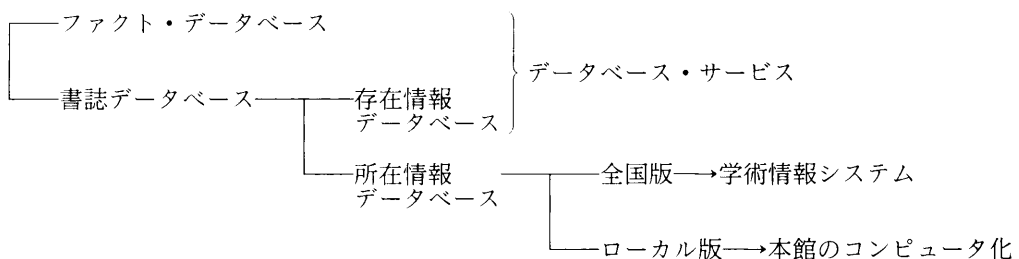 ファクト・データベース
データベース・サービス
書誌データベース
存在情報
データベース
所在情報
データベース
全国版→学術情報システム
ローカル版→本館のコンピュータ化